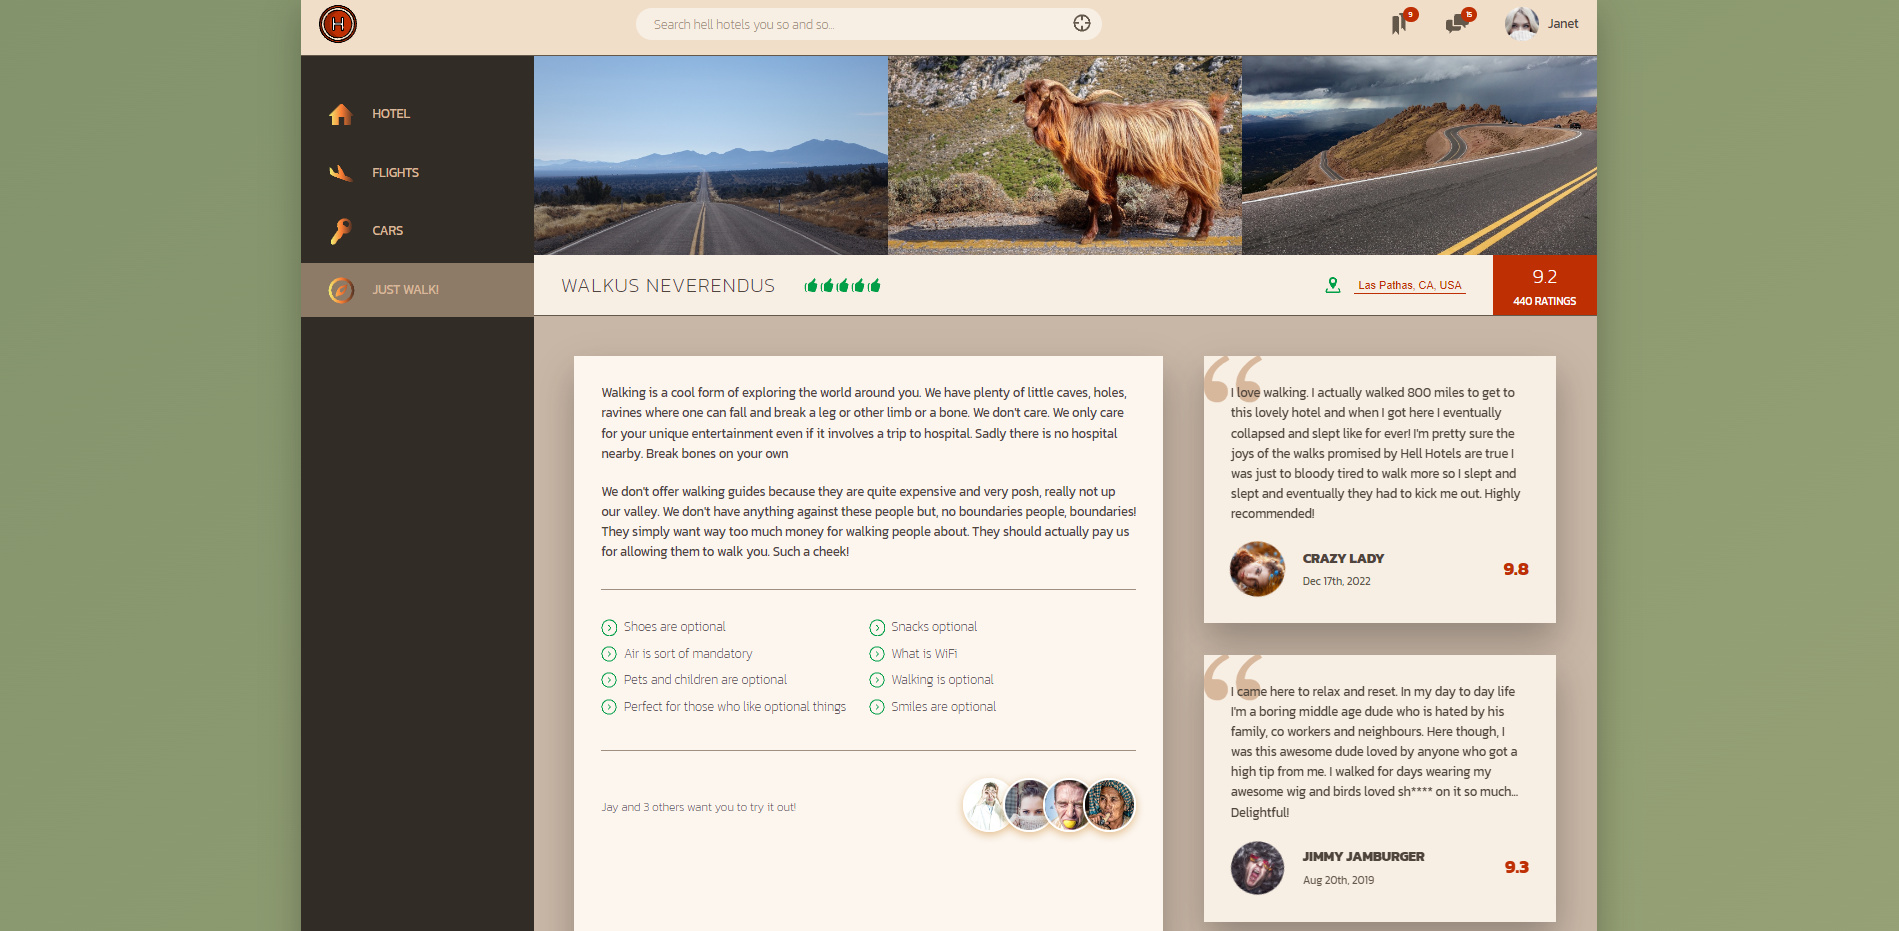 H
Search hell hotels you so and so...
9
15
Janet
HOTEL
FLIGHTS
CARS
JUST WALK!
WALKUS NEVERENDUS
Las Pathas, CA, USA
9.2
440 RATINGS
Walking is a cool form of exploring the world around you. We have plenty of little caves, holes,
ravines where one can fall and break a leg or other limb or a bone. We don't care. We only care
for your unique entertainment even if it involves a trip to hospital. Sadly there is no hospital
nearby. Break bones on your own
We don't offer walking guides because they are quite expensive and very posh, really not up
our valley. We don't have anything against these people but, no boundaries people, boundaries!
They simply want way too much money for walking people about. They should actually pay us
for allowing them to walk you. Such a cheek!
Shoes are optional
Snacks optional
Air is sort of mandatory
What is WiFi
Pets and children are optional
Walking is optional
Perfect for those who like optional things
Smiles are optional
Jay and 3 others want you to try it out!
“
I love walking. I actually walked 800 miles to get to
this lovely hotel and when I got here I eventually
collapsed and slept like for ever! I'm pretty sure the
joys of the walks promised by Hell Hotels are true I
was just to bloody tired to walk more so I slept and
slept and eventually they had to kick me out. Highly
recommended!
CRAZY LADY
Dec 17th, 2022
9.8
“
I came here to relax and reset. In my day to day life
I'm a boring middle age dude who is hated by his
family, co workers and neighbours. Here though, I
was this awesome dude loved by anyone who got a
high tip from me. I walked for days wearing my
awesome wig and birds loved sh**** on it so much...
Delightful!
JIMMY JAMBURGER
Aug 20th, 2019
9.3